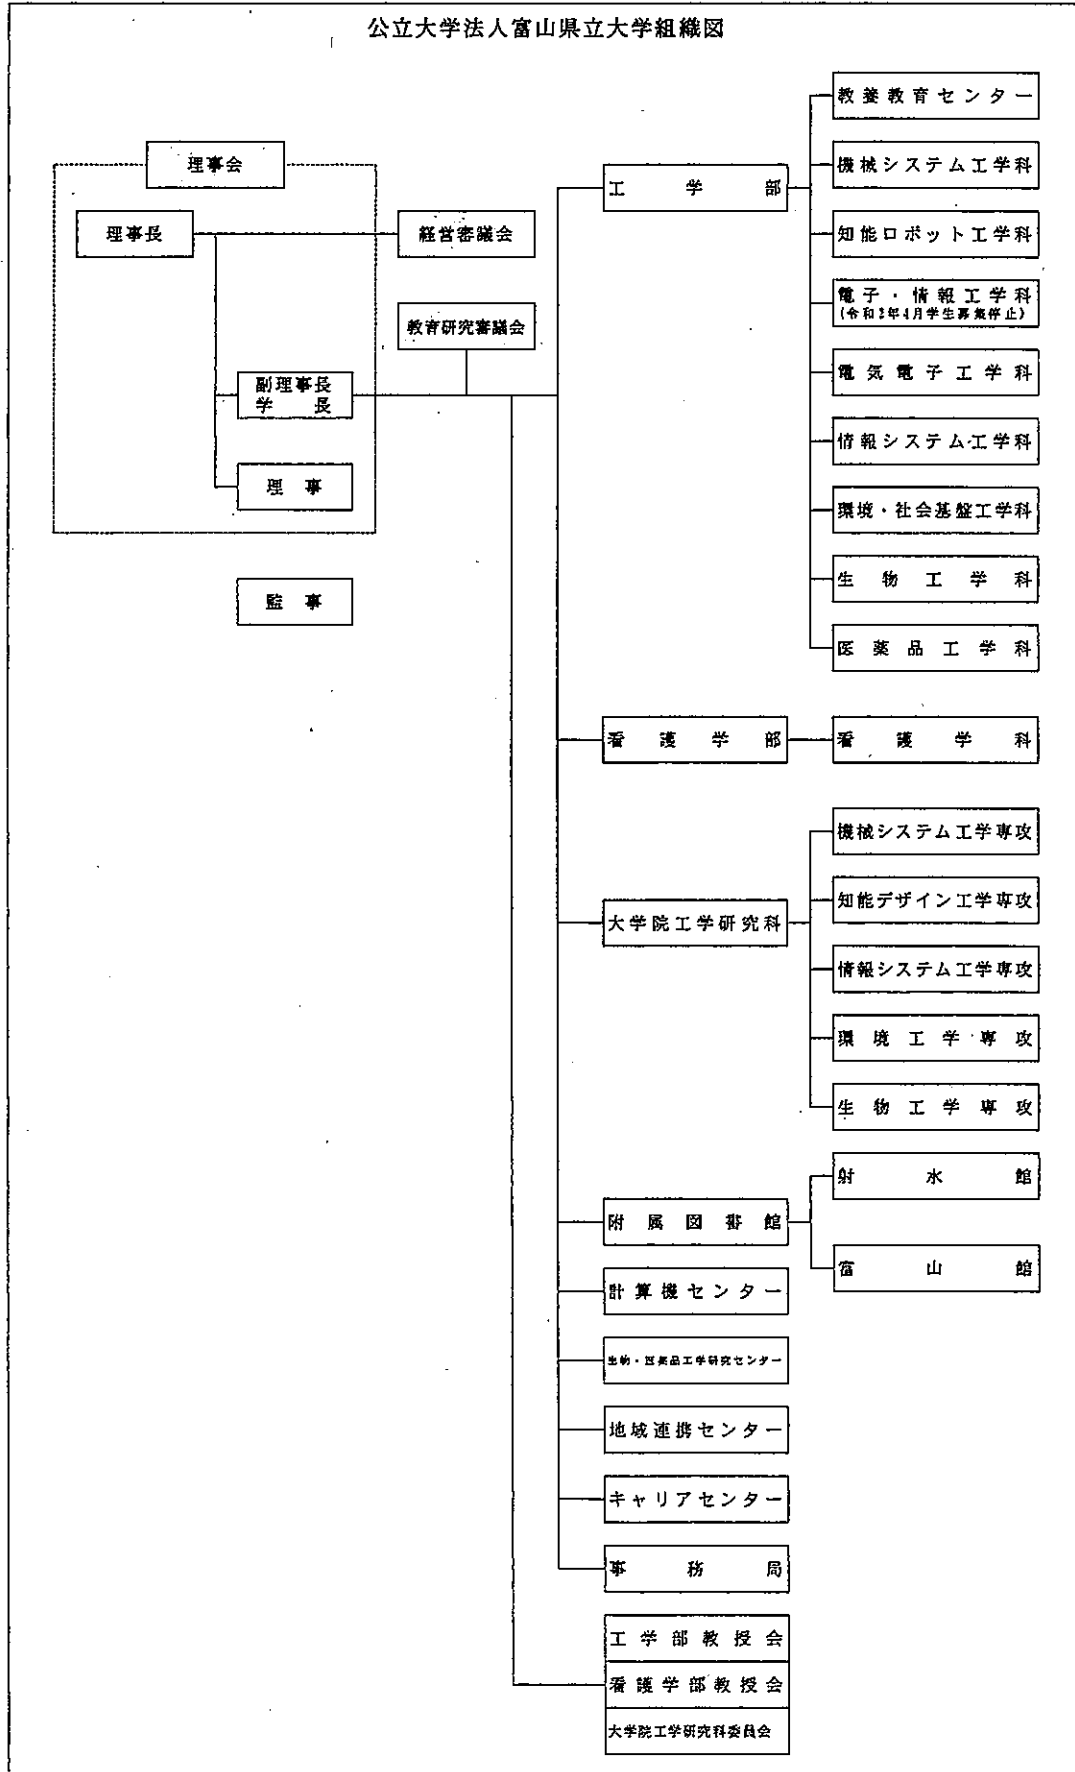 公立大学法人富山県立大学組織図
理事会
理事長
経営審議会
教育研究審議会
副理事長
学長
理事
監事
工学部
教養教育センター
機械システム工学科
知能ロボット工学科
電子・情報工学科
(令和2年4月学生募集停止)
電気電子工学科
情報システム工学科
環境・社会基盤工学科
生物工学科
医薬品工学科
看護学部
看護学科
大学院工学研究科
機械システム工学専攻
知能デザイン工学専攻
情報システム工学専攻
環境工学専攻
生物工学専攻
附属図書館
射水館
富山館
計算機センター
生物・医薬品工学研究センター
地域連携センター
キャリアセンター
事務局
工学部教授会
看護学部教授会
大学院工学研究科委員会